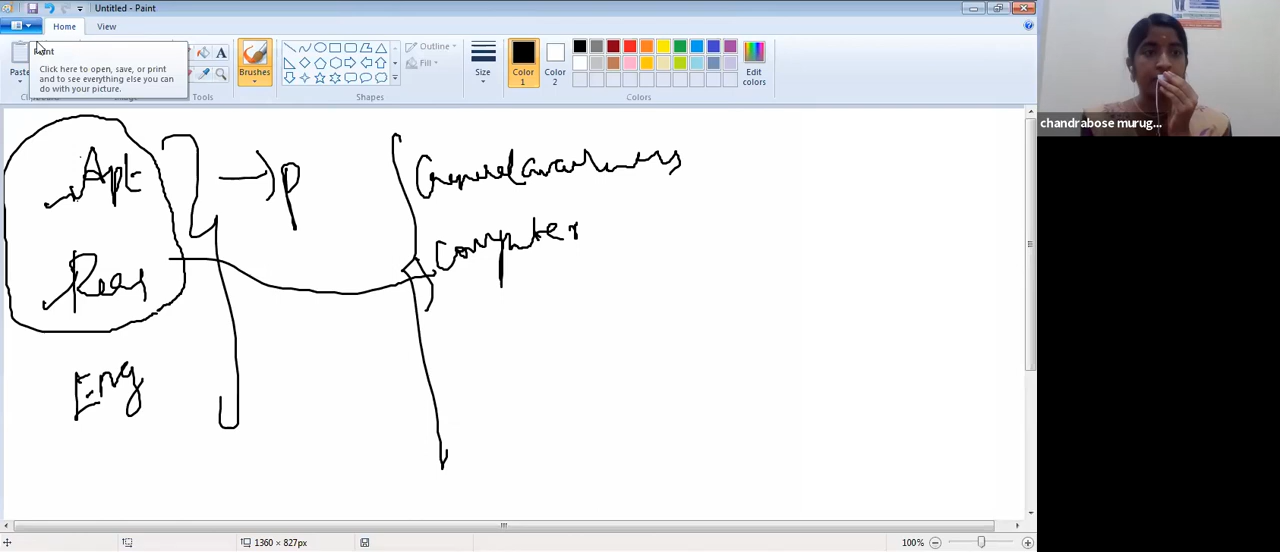 Untitled - Paint
Home
View
Paint
Click here to open, save, or print
and to see everything else you can
do with your picture.
Paste
Tools
Brushes
Outline
Fill
Shapes
Size
Color
1
Color
2
Edit
colors
Colors
chandrabose murug...
Apt
→ P
General awareness
Computer
Reas
Eng
1360 × 827px
100%